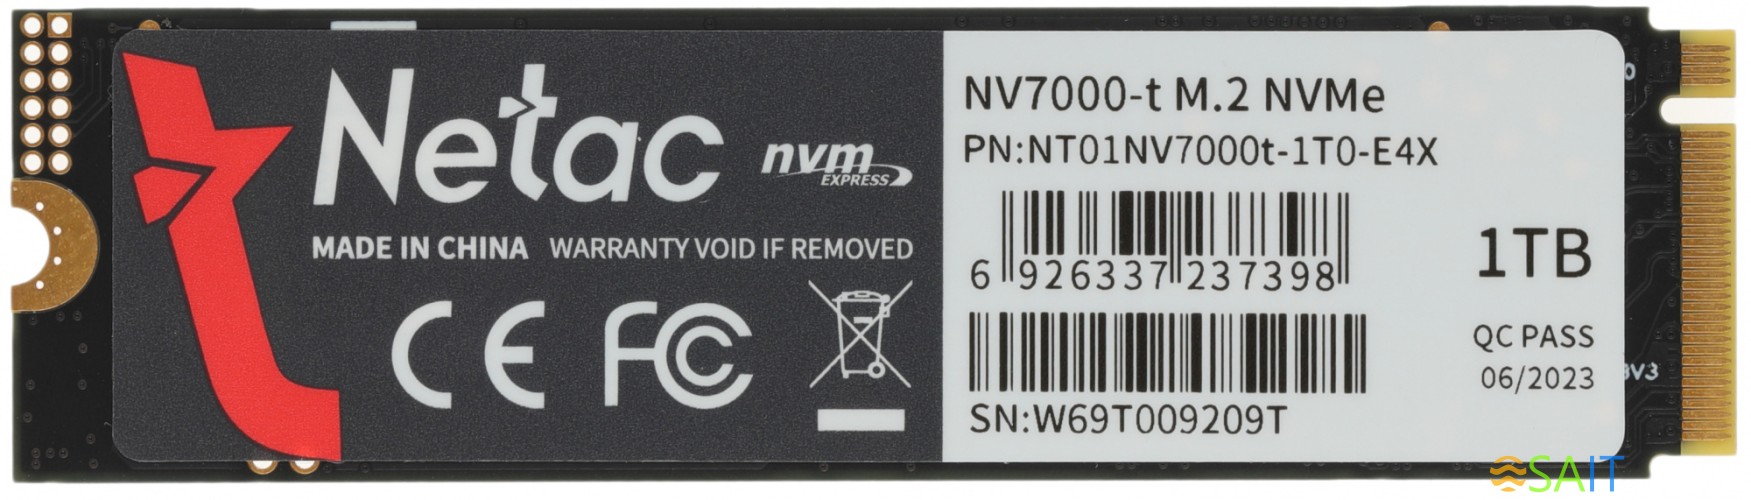 Netac
nvm
EXPRESS
MADE IN CHINA WARRANTY VOID IF REMOVED
CE FC
NV7000-t M.2 NVMe
PN:NT01NV7000t-1T0-E4X
6 926337 237398
1TB
QC PASS
06/2023
SN:W69T009209T
0
3V3
SAIT